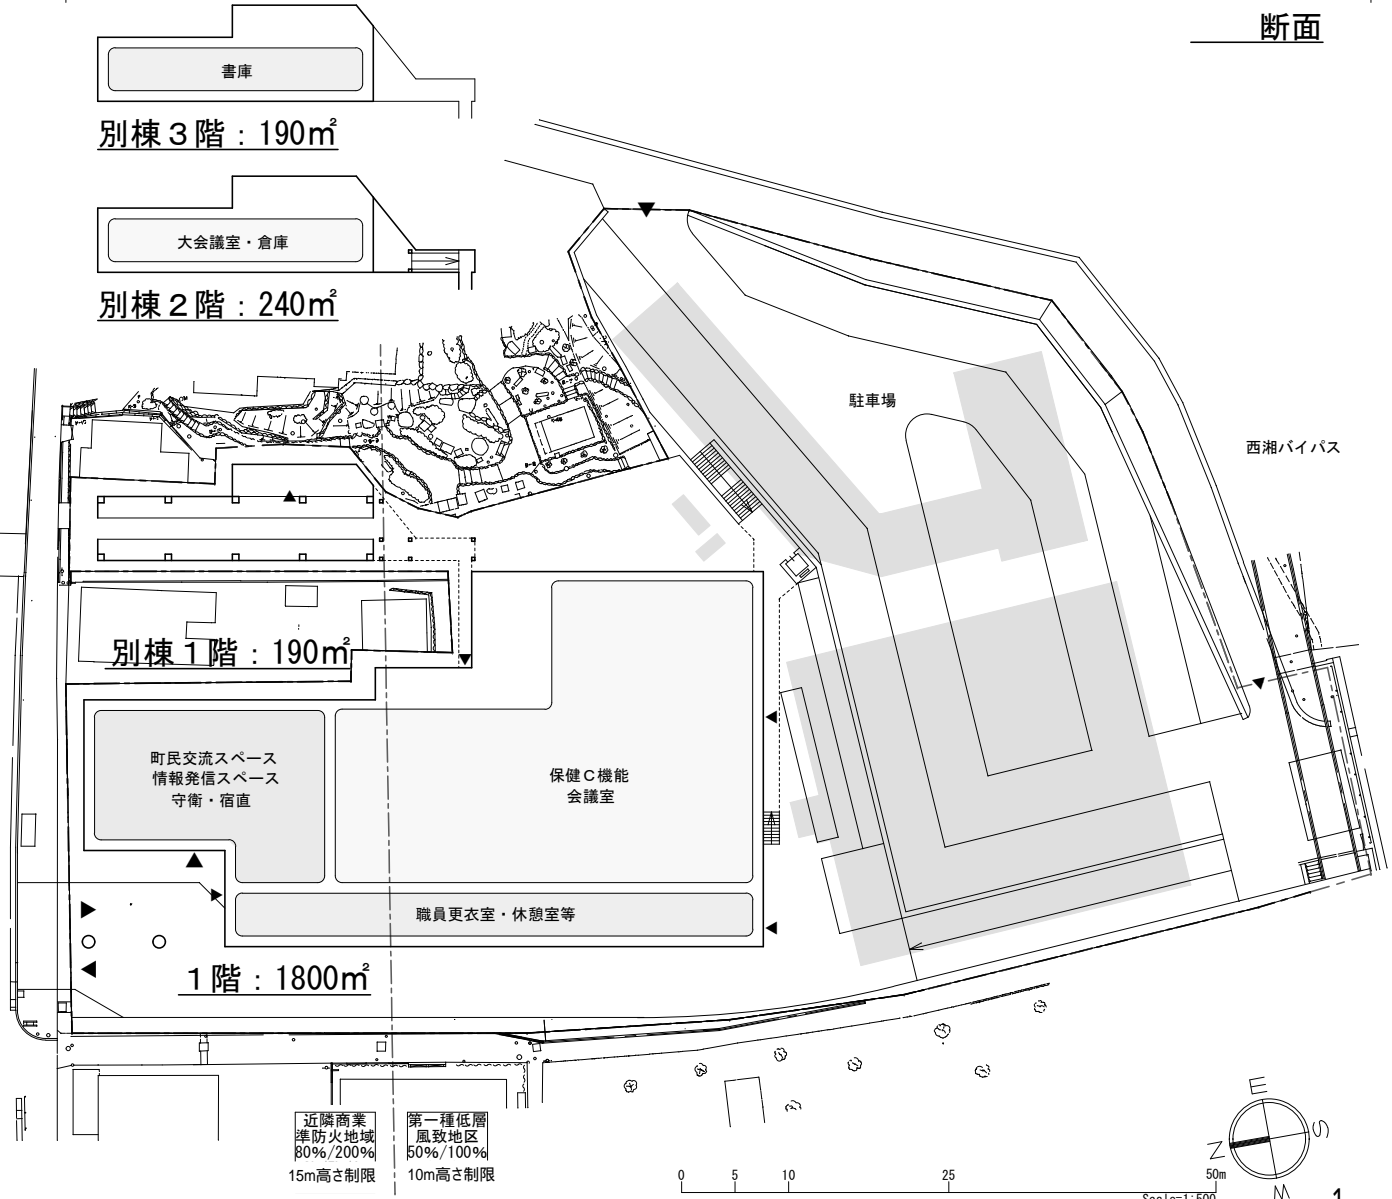 断面
書庫
別棟３階：190㎡
大会議室・倉庫
別棟２階：240㎡
駐車場
西湘バイパス
別棟１階：190㎡
町民交流スペース
情報発信スペース
守衛・宿直
保健Ｃ機能
会議室
職員更衣室・休憩室等
１階：1800㎡
近隣商業
準防火地域
80%/200%
15m高さ制限
第一種低層
風致地区
50%/100%
10m高さ制限
0 5 10 25 50m
Scale=1:500
E
S
N
W
1